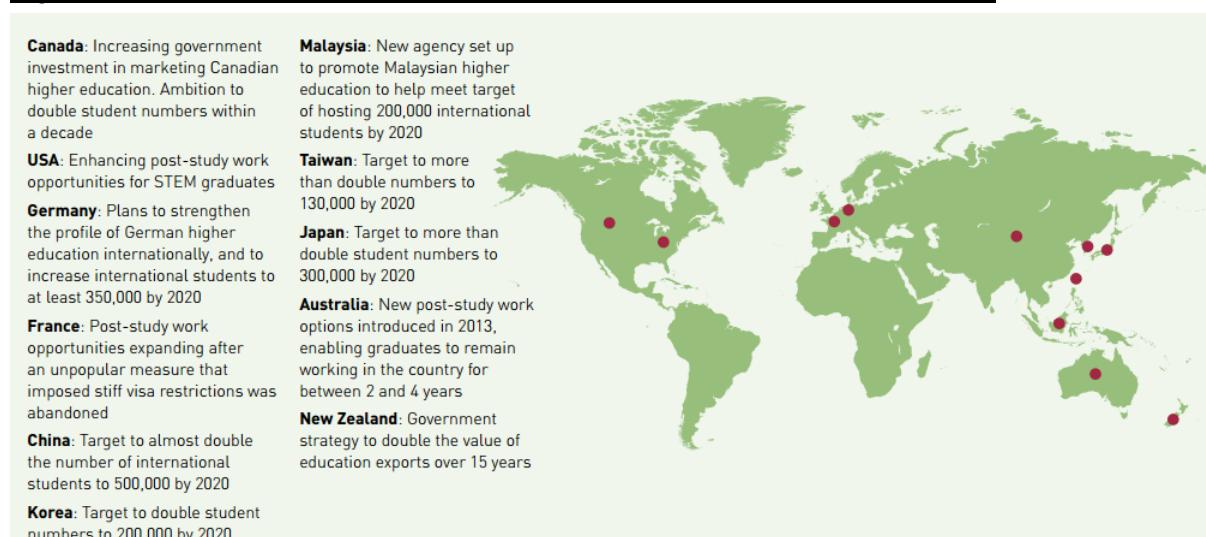 Canada: Increasing government
investment in marketing Canadian
higher education. Ambition to
double student numbers within
a decade
USA: Enhancing post-study work
opportunities for STEM graduates
Germany: Plans to strengthen
the profile of German higher
education internationally, and to
increase international students to
at least 350,000 by 2020
France: Post-study work
opportunities expanding after
an unpopular measure that
imposed stiff visa restrictions was
abandoned
China: Target to almost double
the number of international
students to 500,000 by 2020
Korea: Target to double student
numbers to 200,000 by 2020
Malaysia: New agency set up
to promote Malaysian higher
education to help meet target
of hosting 200,000 international
students by 2020
Taiwan: Target to more
than double numbers to
130,000 by 2020
Japan: Target to more than
double student numbers to
300,000 by 2020
Australia: New post-study work
options introduced in 2013,
enabling graduates to remain
working in the country for
between 2 and 4 years
New Zealand: Government
strategy to double the value of
education exports over 15 years